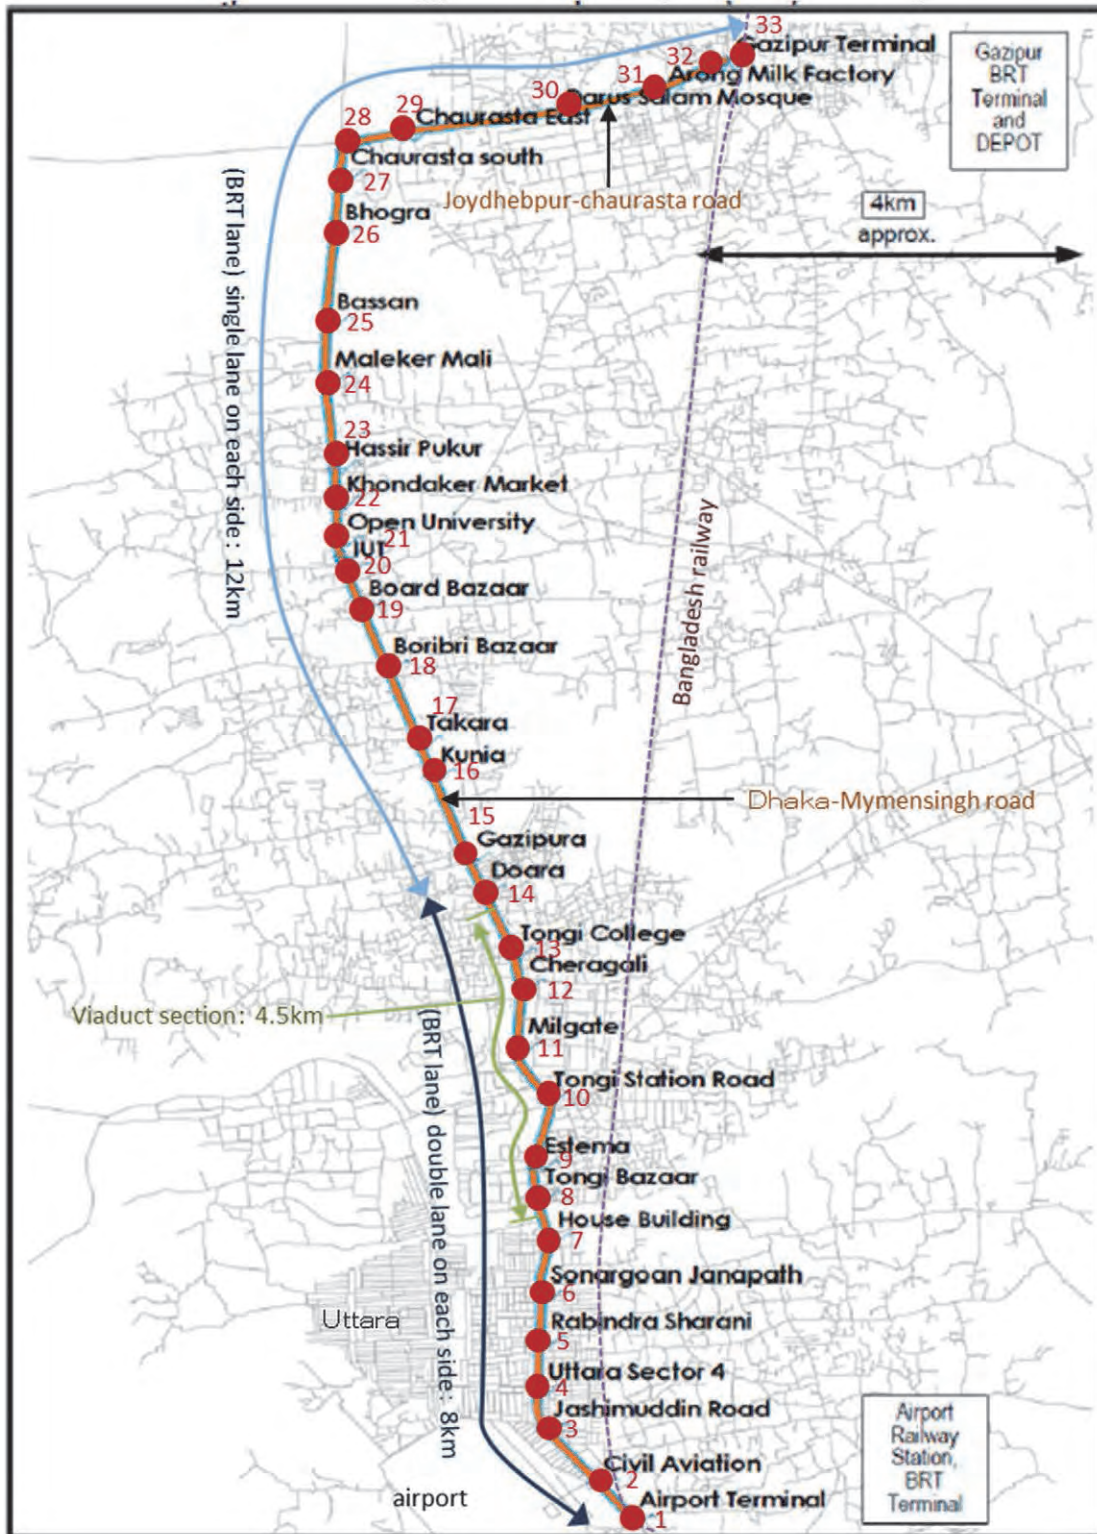 33
Gazipur Terminal
32
Arong Milk Factory
31
30
Darus Salam Mosque
29
Chaurasta East
28
Chaurasta south
27
Joydhebpur-chaurasta road
Gazipur
BRT
Terminal
and
DEPOT
4km
approx.
Bhogra
26
Bassan
25
Maleker Mali
24
23
Hassir Pukur
Khondaker Market
22
Open University
21
IUT
20
Board Bazaar
19
Boribri Bazaar
18
17
Takara
Kunia
16
Dhaka-Mymensingh road
15
Gazipura
Doara
14
Tongi College
13
Cheragali
12
Viaduct section: 4.5km
Milgate
11
Tongi Station Road
10
Estema
9
Tongi Bazaar
8
House Building
7
Sonargoan Janapath
6
Uttara
Rabindra Sharani
5
Uttara Sector 4
4
Jashimuddin Road
3
Civil Aviation
2
airport
Airport Terminal
1
Airport
Railway
Station,
BRT
Terminal
(BRT lane) single lane on each side : 12km
(BRT lane) double lane on each side : 8km
Bangladesh railway